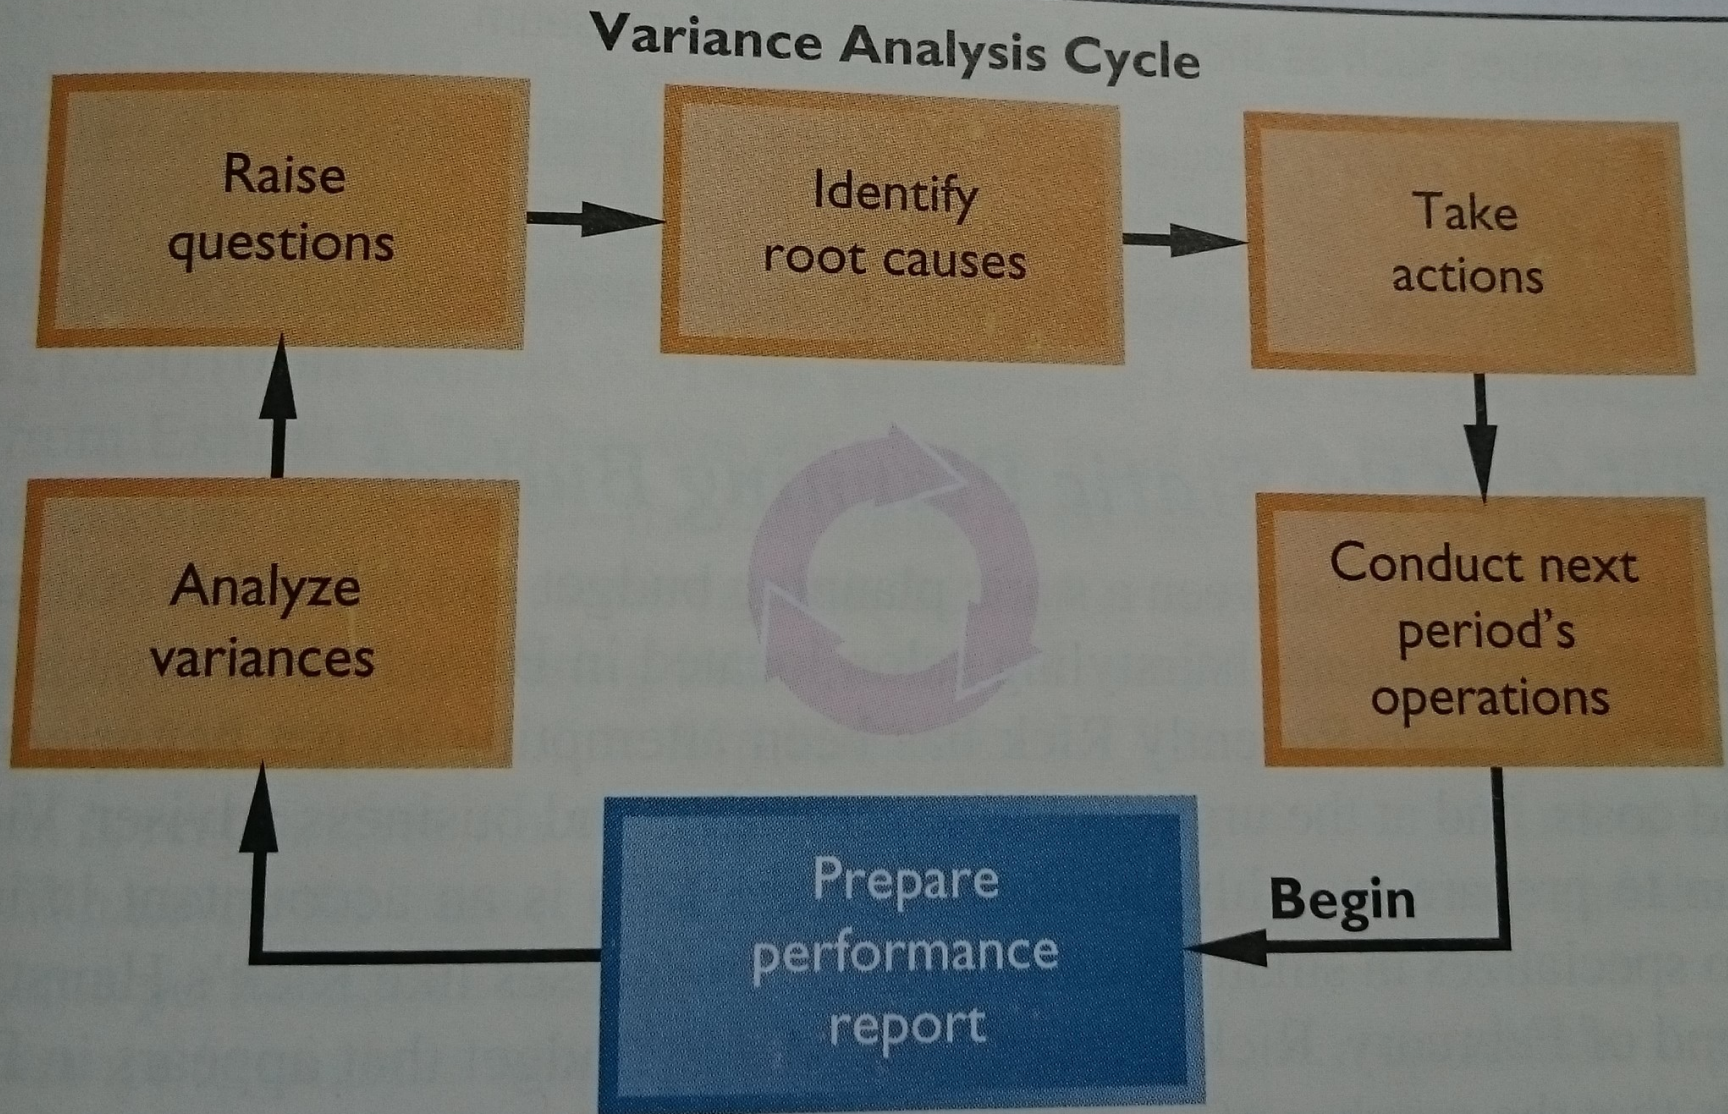 Variance Analysis Cycle
Raise
questions
Identify
root causes
Take
actions
Analyze
variances
Conduct next
period's
operations
Prepare
performance
report
Begin